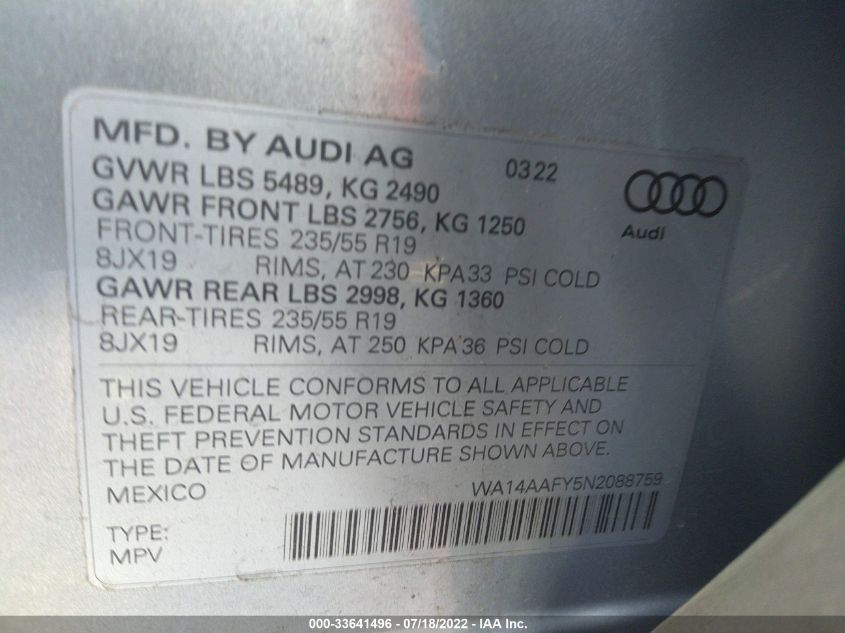 MFD. BY AUDI AG 0322
GVWR LBS 5489, KG 2490
GAWR FRONT LBS 2756, KG 1250
Audi
FRONT-TIRES 235/55 R19
8JX19 RIMS, AT 230 KPA33 PSI COLD
GAWR REAR LBS 2998, KG 1360
REAR-TIRES 235/55 R19
8JX19 RIMS, AT 250 KPA 36 PSI COLD
THIS VEHICLE CONFORMS TO ALL APPLICABLE
U.S. FEDERAL MOTOR VEHICLE SAFETY AND
THEFT PREVENTION STANDARDS IN EFFECT ON
THE DATE OF MANUFACTURE SHOWN ABOVE.
MEXICO WA14AAFY5N2088759
TYPE:
MPV
000-33641496 - 07/18/2022 - IAA Inc.